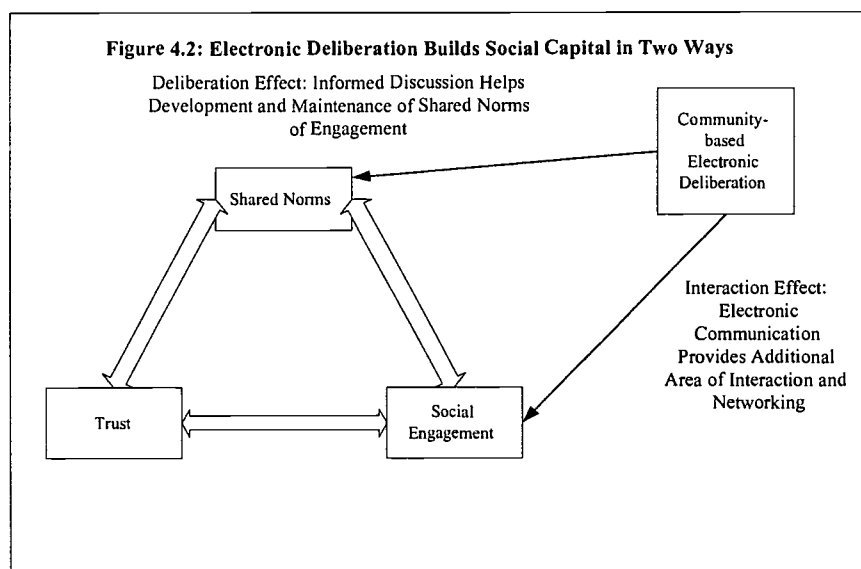 Figure 4.2: Electronic Deliberation Builds Social Capital in Two Ways
Deliberation Effect: Informed Discussion Helps
Development and Maintenance of Shared Norms
of Engagement
Community-
based
Electronic
Deliberation
Shared Norms
Interaction Effect:
Electronic
Communication
Provides Additional
Area of Interaction and
Networking
Trust
Social
Engagement